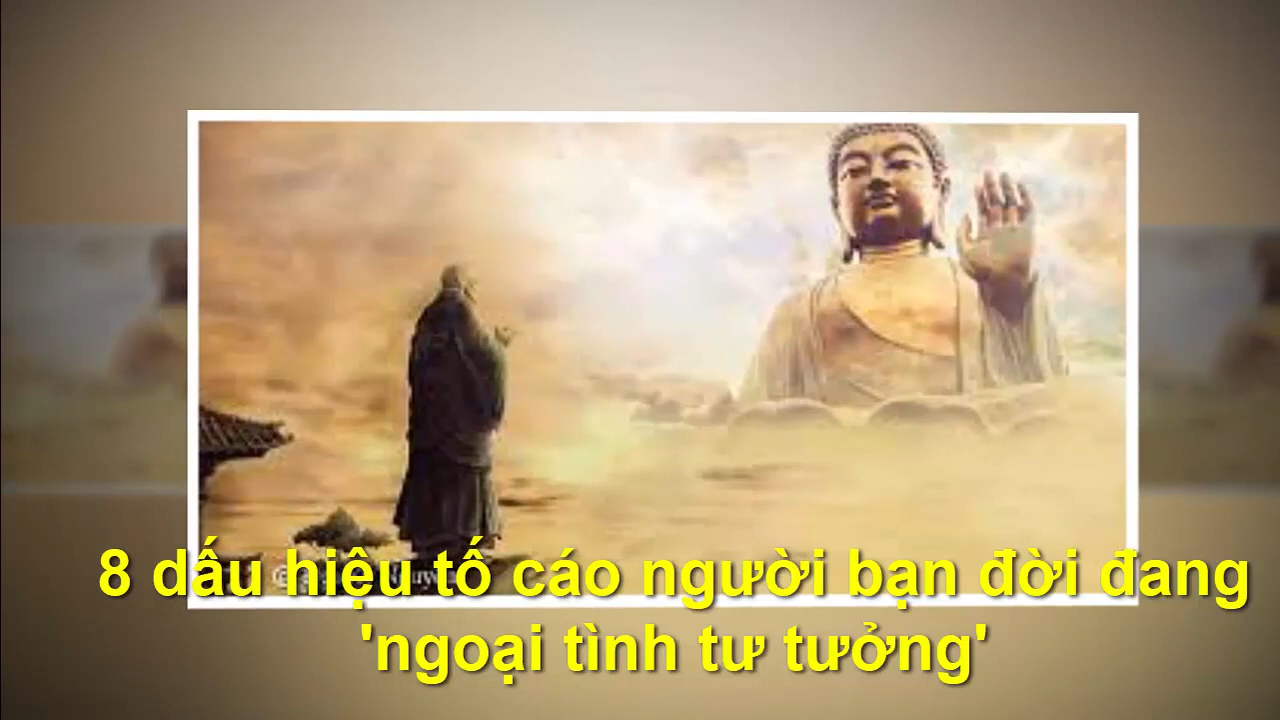 8 dấu hiệu tố cáo người bạn đời đang
'ngoại tình tư tưởng'